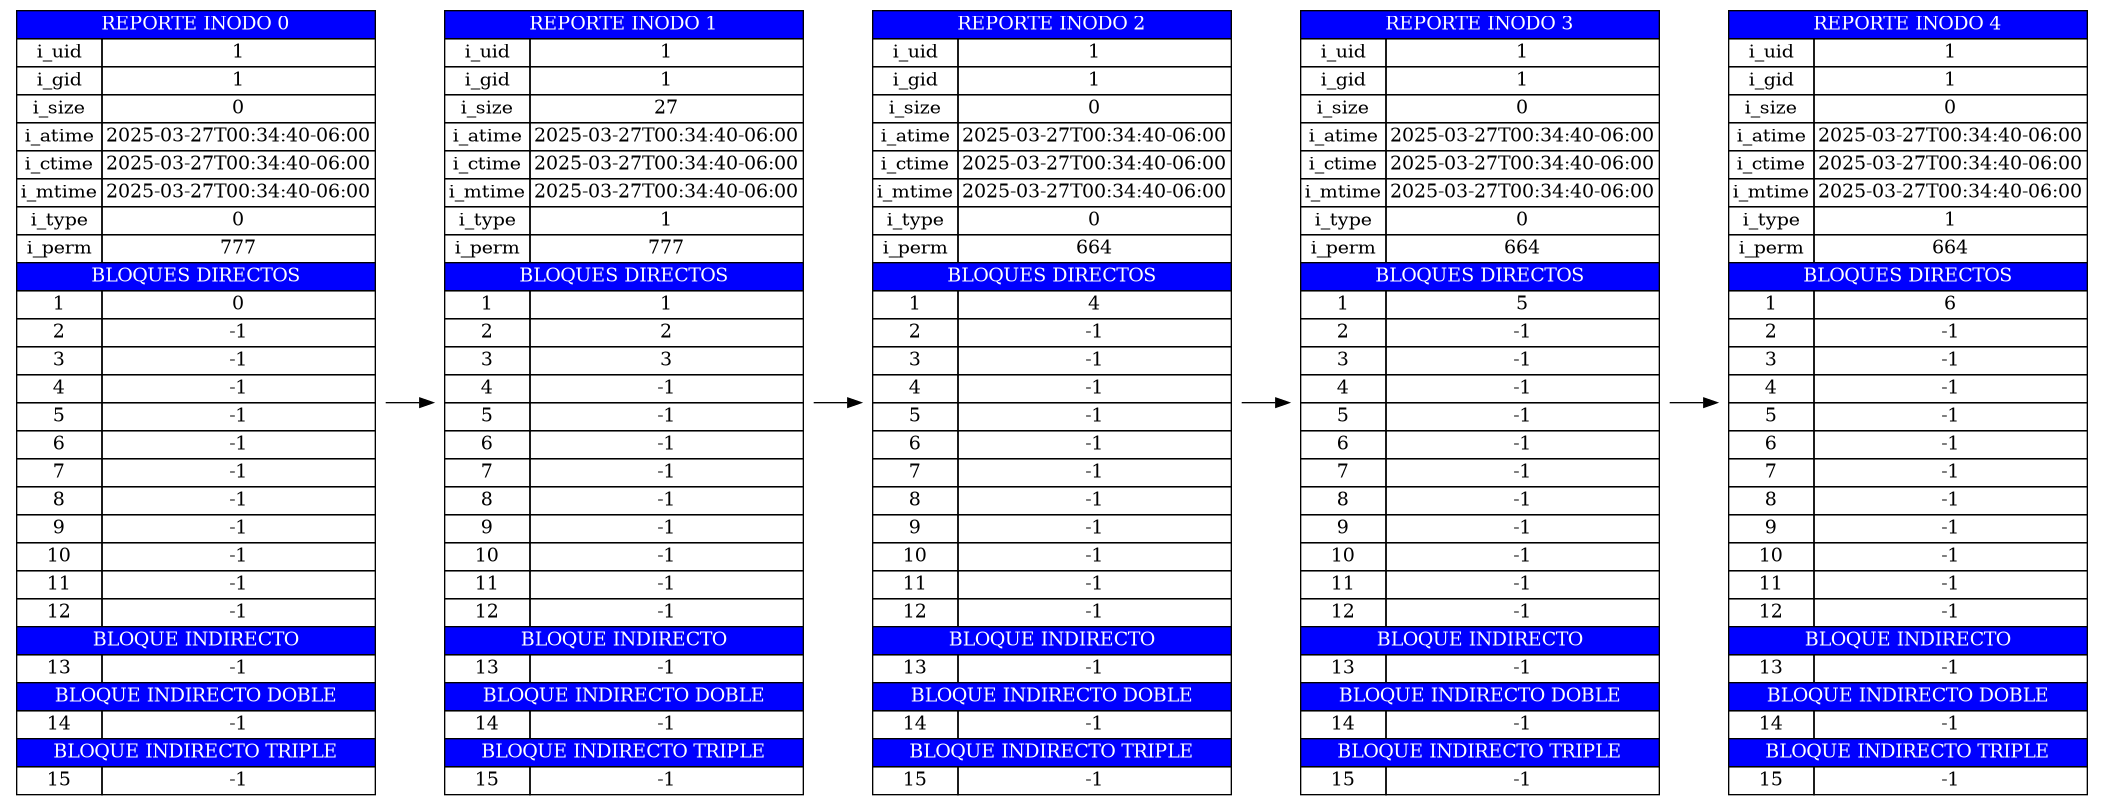 REPORTE INODO 0
i_uid 1
i_gid 1
i_size 0
i_atime 2025-03-27T00:34:40-06:00
i_ctime 2025-03-27T00:34:40-06:00
i_mtime 2025-03-27T00:34:40-06:00
i_type 0
i_perm 777
BLOQUES DIRECTOS
1 0
2 -1
3 -1
4 -1
5 -1
6 -1
7 -1
8 -1
9 -1
10 -1
11 -1
12 -1
BLOQUE INDIRECTO
13 -1
BLOQUE INDIRECTO DOBLE
14 -1
BLOQUE INDIRECTO TRIPLE
15 -1
REPORTE INODO 1
i_uid 1
i_gid 1
i_size 27
i_atime 2025-03-27T00:34:40-06:00
i_ctime 2025-03-27T00:34:40-06:00
i_mtime 2025-03-27T00:34:40-06:00
i_type 1
i_perm 777
BLOQUES DIRECTOS
1 1
2 2
3 3
4 -1
5 -1
6 -1
7 -1
8 -1
9 -1
10 -1
11 -1
12 -1
BLOQUE INDIRECTO
13 -1
BLOQUE INDIRECTO DOBLE
14 -1
BLOQUE INDIRECTO TRIPLE
15 -1
REPORTE INODO 2
i_uid 1
i_gid 1
i_size 0
i_atime 2025-03-27T00:34:40-06:00
i_ctime 2025-03-27T00:34:40-06:00
i_mtime 2025-03-27T00:34:40-06:00
i_type 0
i_perm 664
BLOQUES DIRECTOS
1 4
2 -1
3 -1
4 -1
5 -1
6 -1
7 -1
8 -1
9 -1
10 -1
11 -1
12 -1
BLOQUE INDIRECTO
13 -1
BLOQUE INDIRECTO DOBLE
14 -1
BLOQUE INDIRECTO TRIPLE
15 -1
REPORTE INODO 3
i_uid 1
i_gid 1
i_size 0
i_atime 2025-03-27T00:34:40-06:00
i_ctime 2025-03-27T00:34:40-06:00
i_mtime 2025-03-27T00:34:40-06:00
i_type 0
i_perm 664
BLOQUES DIRECTOS
1 5
2 -1
3 -1
4 -1
5 -1
6 -1
7 -1
8 -1
9 -1
10 -1
11 -1
12 -1
BLOQUE INDIRECTO
13 -1
BLOQUE INDIRECTO DOBLE
14 -1
BLOQUE INDIRECTO TRIPLE
15 -1
REPORTE INODO 4
i_uid 1
i_gid 1
i_size 0
i_atime 2025-03-27T00:34:40-06:00
i_ctime 2025-03-27T00:34:40-06:00
i_mtime 2025-03-27T00:34:40-06:00
i_type 1
i_perm 664
BLOQUES DIRECTOS
1 6
2 -1
3 -1
4 -1
5 -1
6 -1
7 -1
8 -1
9 -1
10 -1
11 -1
12 -1
BLOQUE INDIRECTO
13 -1
BLOQUE INDIRECTO DOBLE
14 -1
BLOQUE INDIRECTO TRIPLE
15 -1